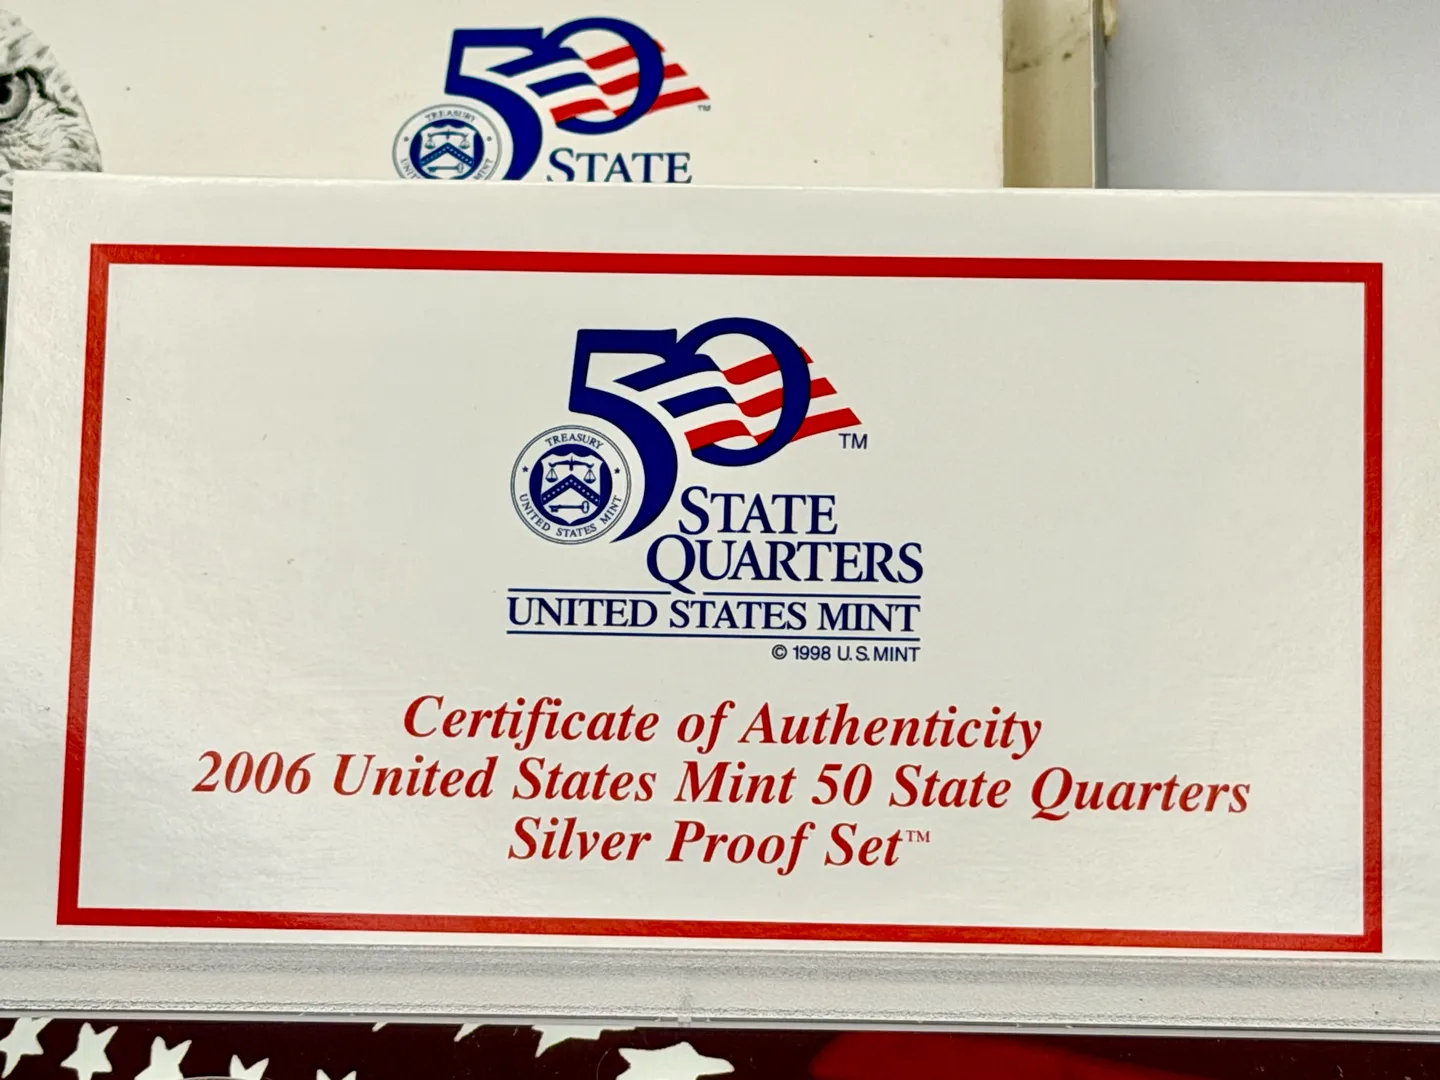 50
TREASURY
STATE
™
50
™
TREASURY
UNITED STATES MINT
STATE
QUARTERS
UNITED STATES MINT
© 1998 U.S. MINT
Certificate of Authenticity
2006 United States Mint 50 State Quarters
Silver Proof Set™